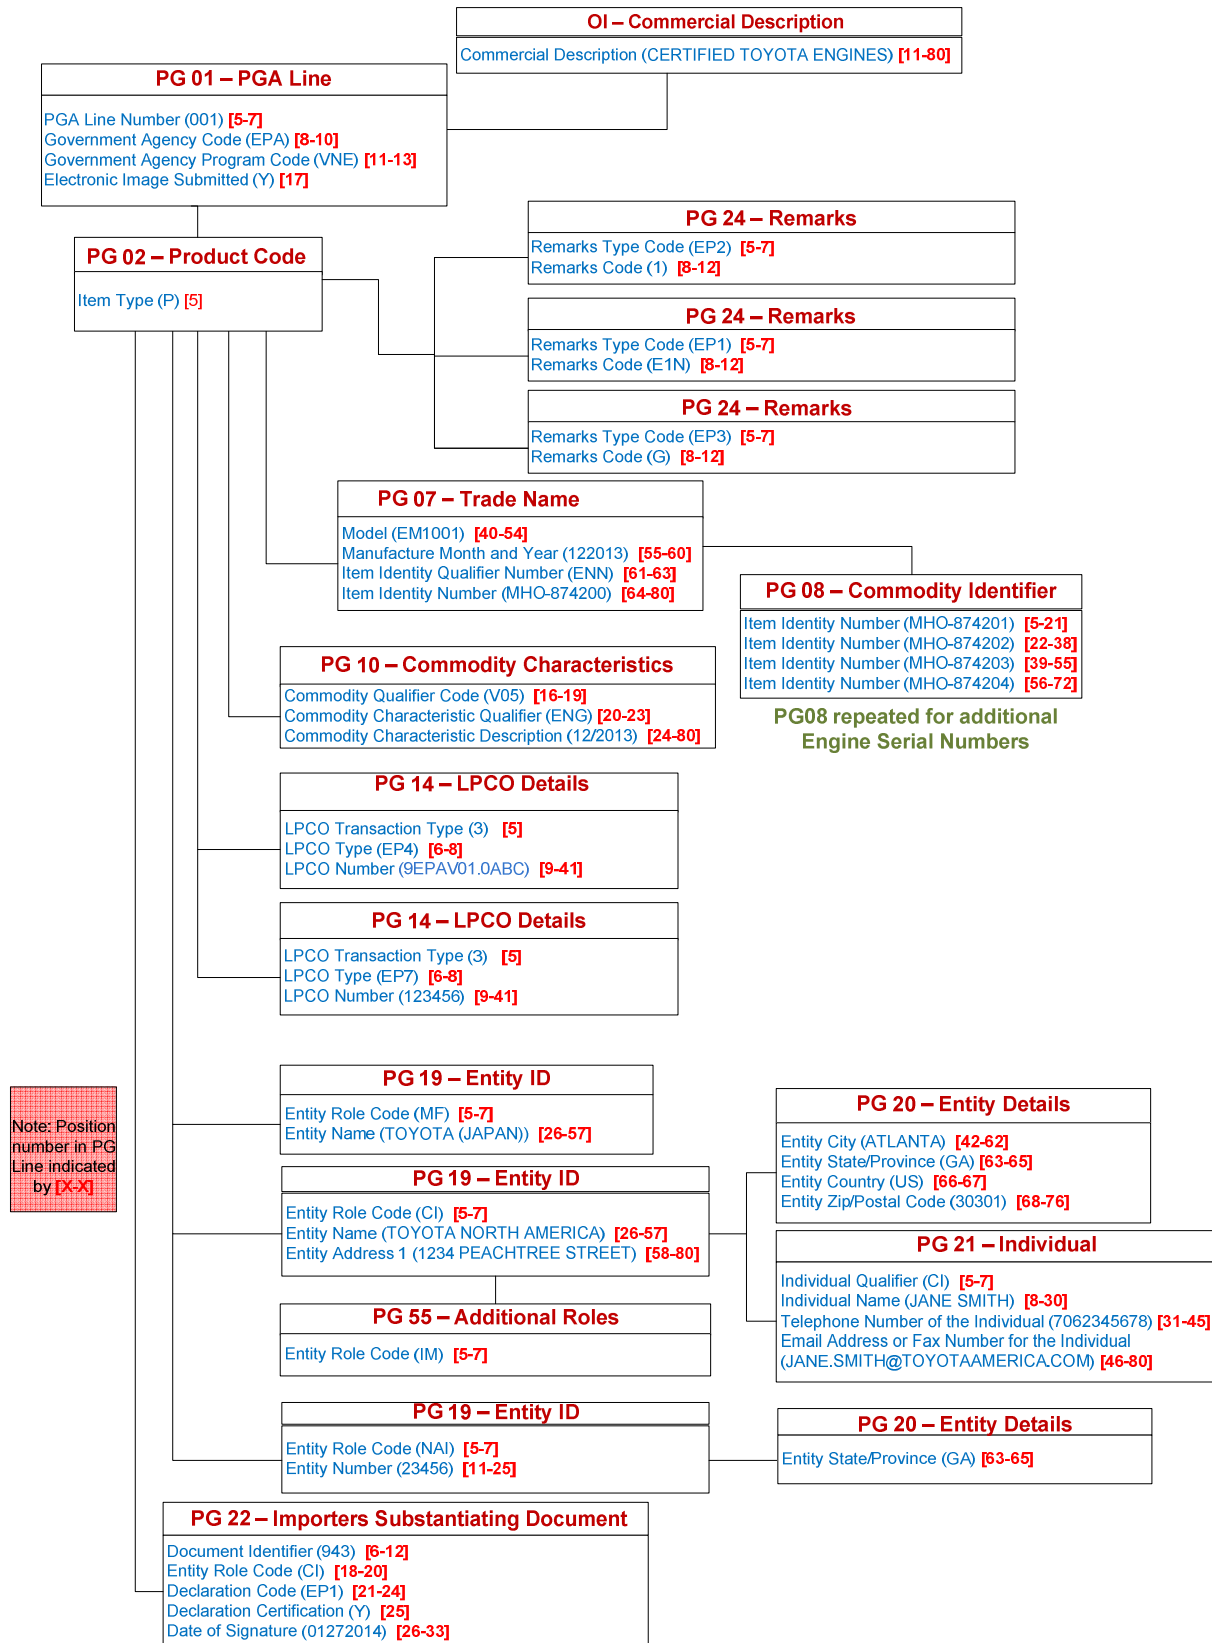 OI – Commercial Description
Commercial Description (CERTIFIED TOYOTA ENGINES) [11-80]
PG 01 – PGA Line
PGA Line Number (001) [5-7]
Government Agency Code (EPA) [8-10]
Government Agency Program Code (VNE) [11-13]
Electronic Image Submitted (Y) [17]
PG 02 – Product Code
Item Type (P) [5]
PG 24 – Remarks
Remarks Type Code (EP2) [5-7]
Remarks Code (1) [8-12]
PG 24 – Remarks
Remarks Type Code (EP1) [5-7]
Remarks Code (E1N) [8-12]
PG 24 – Remarks
Remarks Type Code (EP3) [5-7]
Remarks Code (G) [8-12]
PG 07 – Trade Name
Model (EM1001) [40-54]
Manufacture Month and Year (122013) [55-60]
Item Identity Qualifier Number (ENN) [61-63]
Item Identity Number (MHO-874200) [64-80]
PG 08 – Commodity Identifier
Item Identity Number (MHO-874201) [5-21]
Item Identity Number (MHO-874202) [22-38]
Item Identity Number (MHO-874203) [39-55]
Item Identity Number (MHO-874204) [56-72]
PG08 repeated for additional
Engine Serial Numbers
PG 10 – Commodity Characteristics
Commodity Qualifier Code (V05) [16-19]
Commodity Characteristic Qualifier (ENG) [20-23]
Commodity Characteristic Description (12/2013) [24-80]
PG 14 – LPCO Details
LPCO Transaction Type (3) [5]
LPCO Type (EP4) [6-8]
LPCO Number (9EPAV01.0ABC) [9-41]
PG 14 – LPCO Details
LPCO Transaction Type (3) [5]
LPCO Type (EP7) [6-8]
LPCO Number (123456) [9-41]
Note: Position
number in PG
Line indicated
by [X-X]
PG 19 – Entity ID
Entity Role Code (MF) [5-7]
Entity Name (TOYOTA (JAPAN)) [26-57]
PG 19 – Entity ID
Entity Role Code (CI) [5-7]
Entity Name (TOYOTA NORTH AMERICA) [26-57]
Entity Address 1 (1234 PEACHTREE STREET) [58-80]
PG 20 – Entity Details
Entity City (ATLANTA) [42-62]
Entity State/Province (GA) [63-65]
Entity Country (US) [66-67]
Entity Zip/Postal Code (30301) [68-76]
PG 21 – Individual
Individual Qualifier (CI) [5-7]
Individual Name (JANE SMITH) [8-30]
Telephone Number of the Individual (7062345678) [31-45]
Email Address or Fax Number for the Individual
(JANE.SMITH@TOYOTAAMERICA.COM) [46-80]
PG 55 – Additional Roles
Entity Role Code (IM) [5-7]
PG 19 – Entity ID
Entity Role Code (NAI) [5-7]
Entity Number (23456) [11-25]
PG 20 – Entity Details
Entity State/Province (GA) [63-65]
PG 22 – Importers Substantiating Document
Document Identifier (943) [6-12]
Entity Role Code (CI) [18-20]
Declaration Code (EP1) [21-24]
Declaration Certification (Y) [25]
Date of Signature (01272014) [26-33]